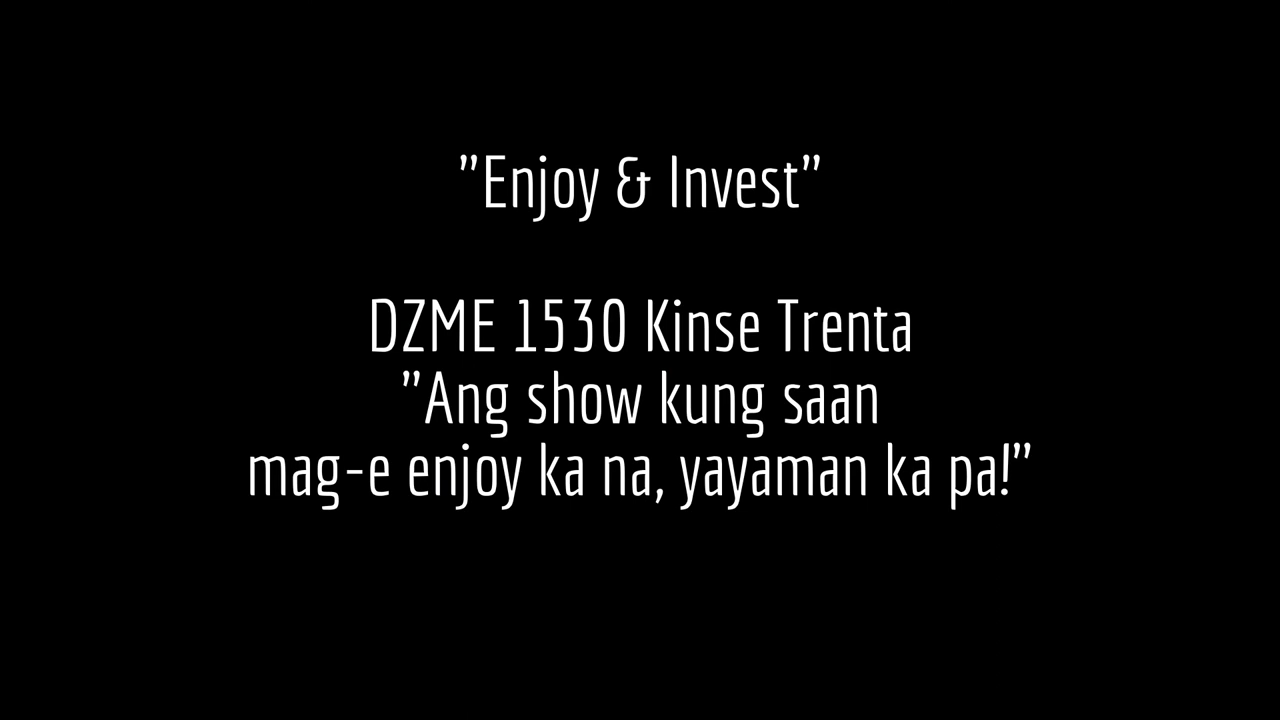 "Enjoy & Invest"
DZME 1530 Kinse Trenta
"Ang show kung saan
mag-e enjoy ka na, yayaman ka pa!"